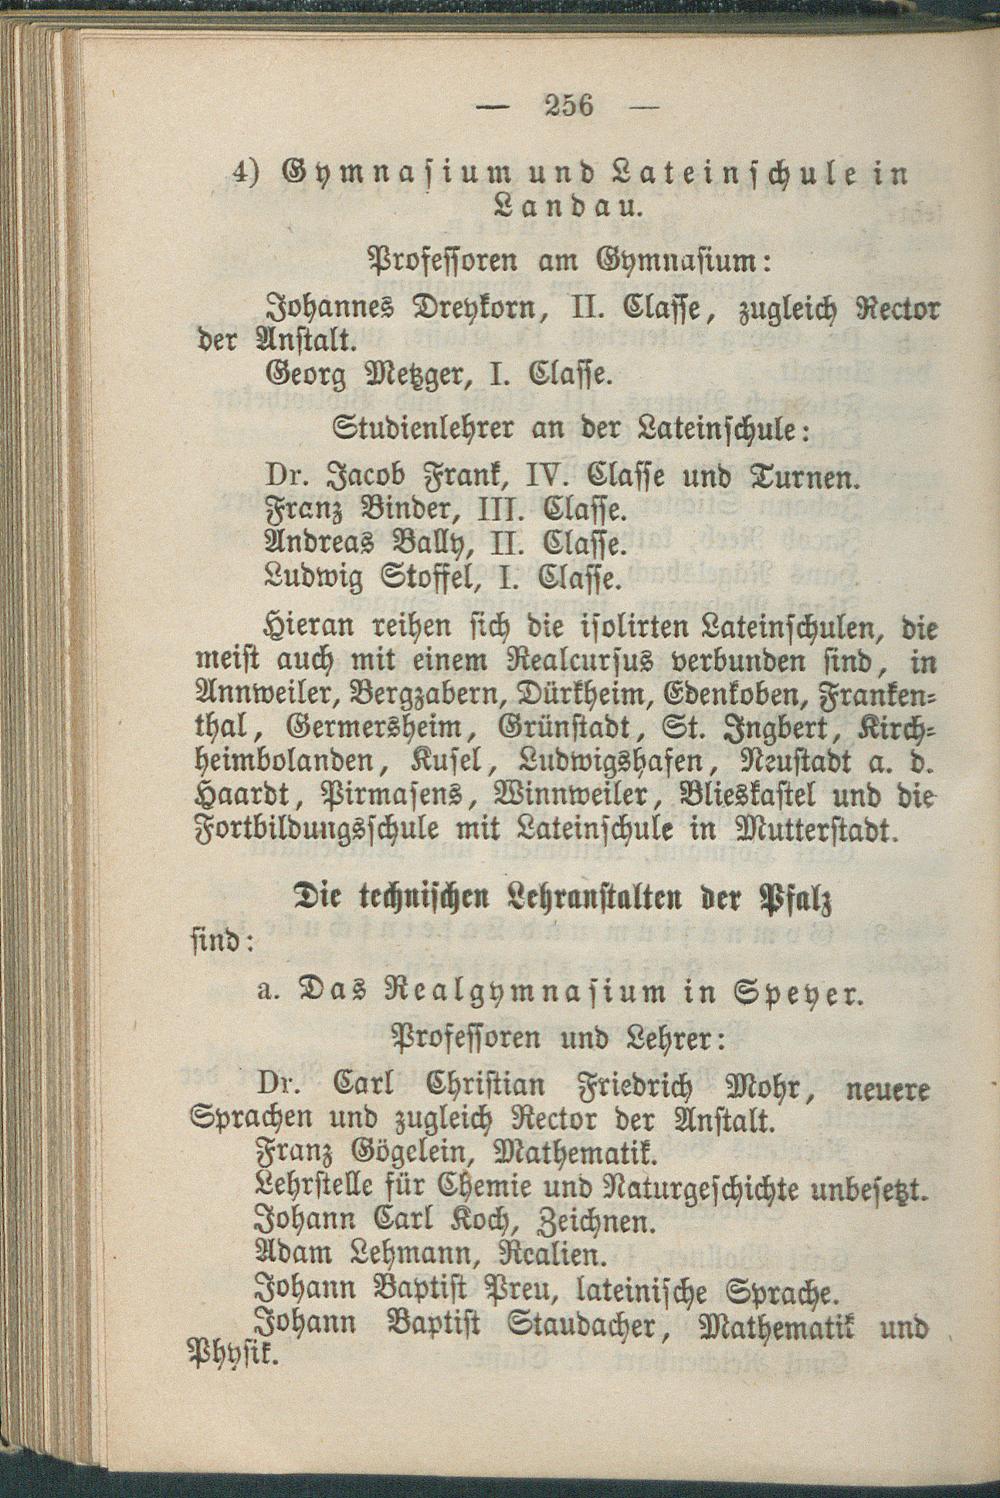 — 256 —
4) Gymnasium und Lateinschule in
Landau.
Professoren am Gymnasium:
Johannes Dreykorn, II. Classe, zugleich Rector
der Anstalt.
Georg Metzger, I. Classe.
Studienlehrer an der Lateinschule:
Dr. Jacob Frank, IV. Classe und Turnen.
Franz Binder, III. Classe.
Andreas Bally, II. Classe.
Ludwig Stoffel, I. Classe.
Hieran reihen sich die isolirten Lateinschulen, die
meist auch mit einem Realcursus verbunden sind, in
Annweiler, Bergzabern, Dürkheim, Edenkoben, Franken-
thal, Germersheim, Grünstadt, St. Ingbert, Kirch-
heimbolanden, Kusel, Ludwigshafen, Neustadt a. d.
Haardt, Pirmasens, Winnweiler, Blieskastel und die
Fortbildungsschule mit Lateinschule in Mutterstadt.
Die technischen Lehranstalten der Pfalz
sind:
a. Das Realgymnasium in Speyer.
Professoren und Lehrer:
Dr. Carl Christian Friedrich Mohr, neuere
Sprachen und zugleich Rector der Anstalt.
Franz Gögelein, Mathematik.
Lehrstelle für Chemie und Naturgeschichte unbesetzt.
Johann Carl Koch, Zeichnen.
Adam Lehmann, Realien.
Johann Baptist Preu, lateinische Sprache.
Johann Baptist Staudacher, Mathematik und
Physik.